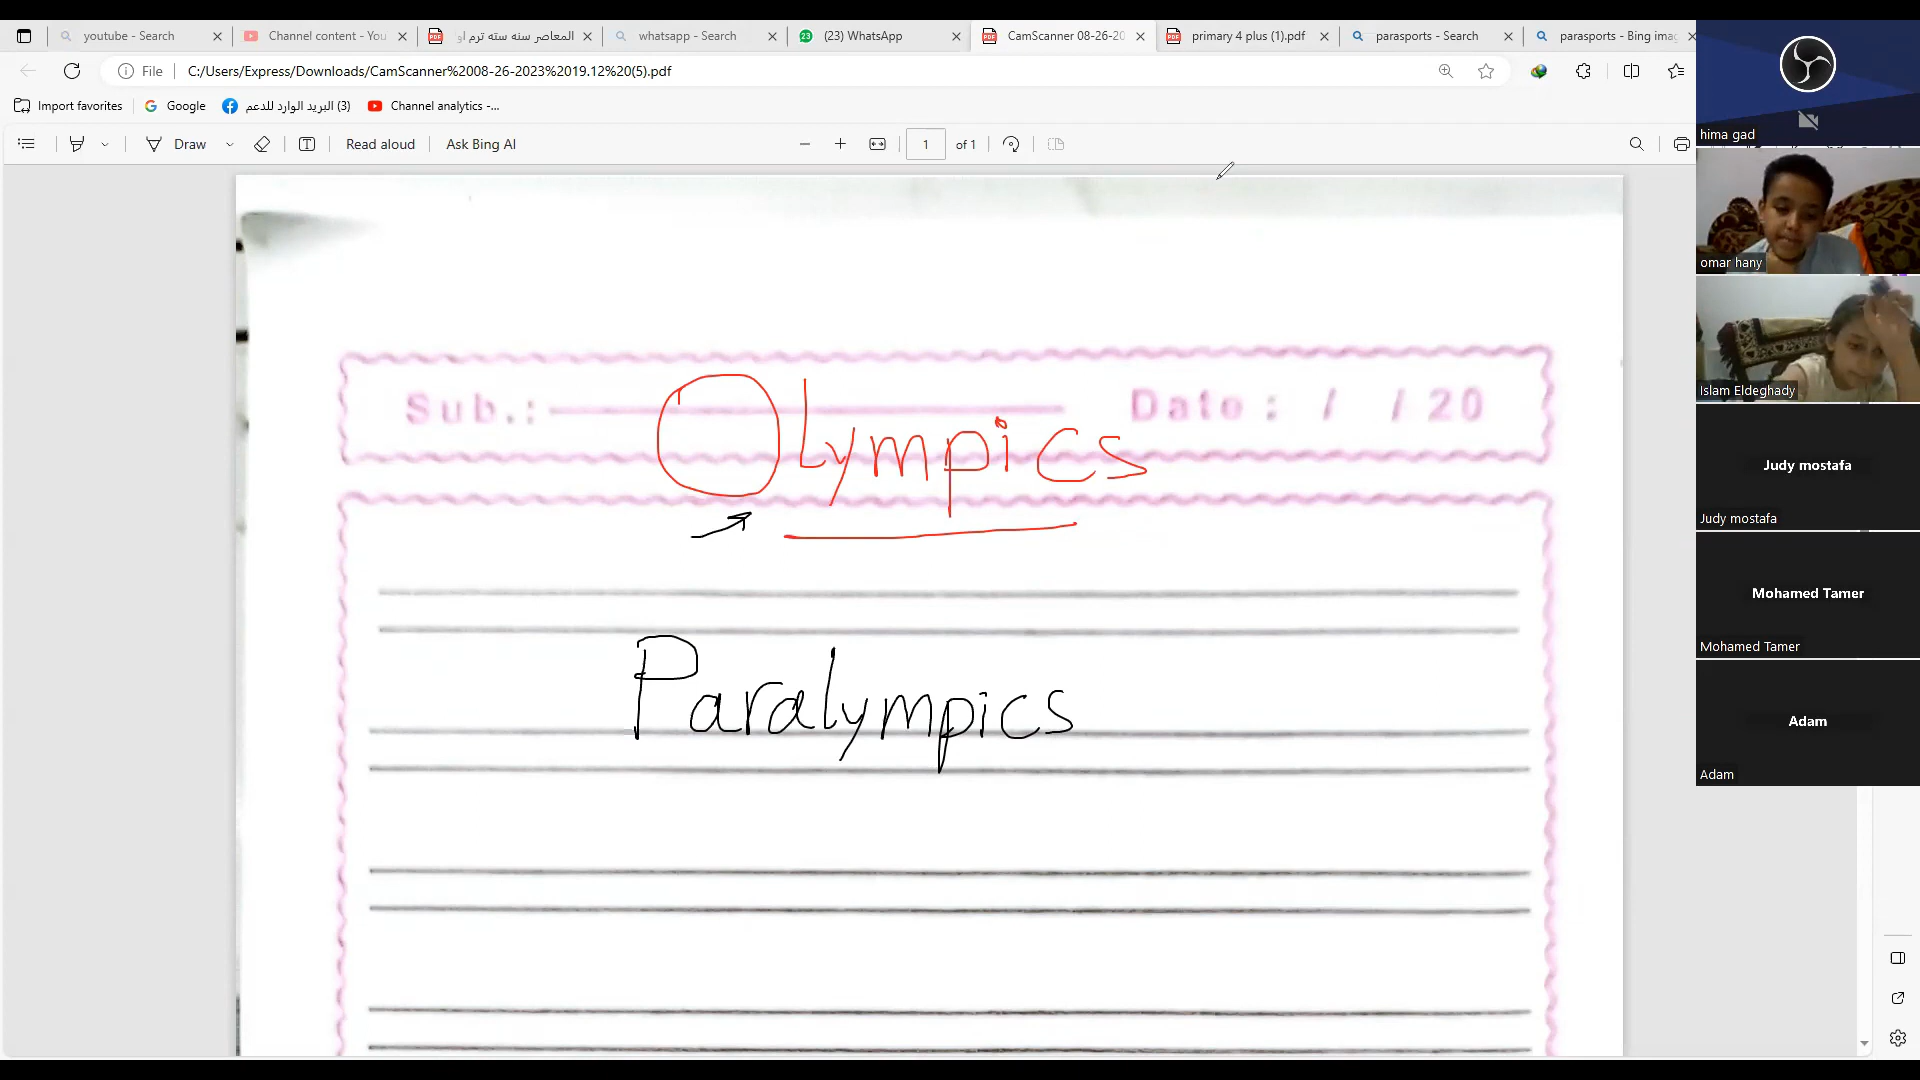 youtube - Search
Channel content - You
المعاصر سنه سته ترم او
whatsapp - Search
(23) WhatsApp
CamScanner 08-26-20
primary 4 plus (1).pdf
parasports - Search
parasports - Bing imag
File
C:/Users/Express/Downloads/CamScanner%2008-26-2023%2019.12%20(5).pdf
Import favorites
Google
(3) البريد الوارد للدعم
Channel analytics -...
Draw
Read aloud
Ask Bing AI
1
of 1
Sub.:
Date: / / 20
OLympics
Paralympics
hima gad
omar hany
Islam Eldeghady
Judy mostafa
Judy mostafa
Mohamed Tamer
Mohamed Tamer
Adam
Adam